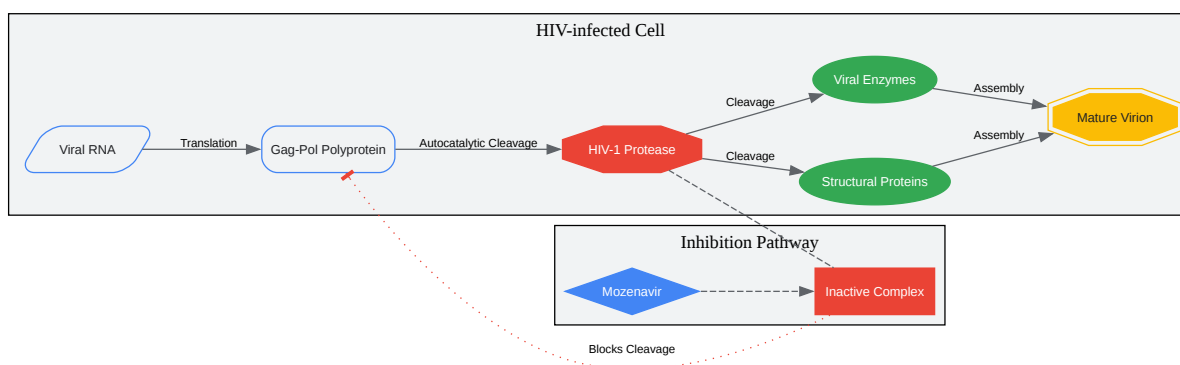 HIV-infected Cell
Viral RNA
Translation
Gag-Pol Polyprotein
Autocatalytic Cleavage
HIV-1 Protease
Cleavage
Cleavage
Viral Enzymes
Structural Proteins
Assembly
Assembly
Mature Virion
Inhibition Pathway
Mozenavir
Inactive Complex
Blocks Cleavage